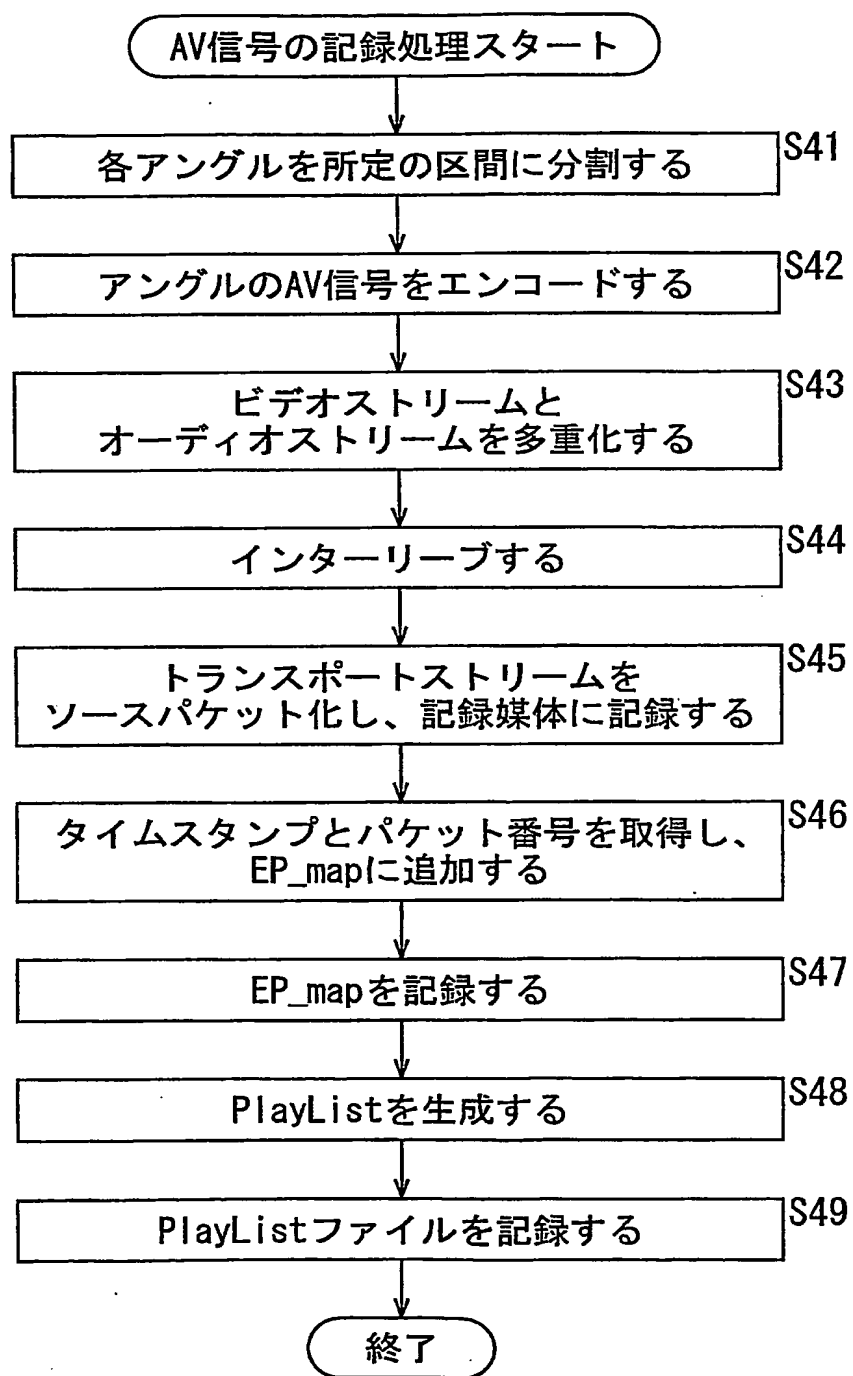 AV信号の記録処理スタート
各アングルを所定の区間に分割する
S41
アングルのAV信号をエンコードする
S42
ビデオストリームと
オーディオストリームを多重化する
S43
インターリーブする
S44
トランスポートストリームを
ソースパケット化し、記録媒体に記録する
S45
タイムスタンプとパケット番号を取得し、
EP_mapに追加する
S46
EP_mapを記録する
S47
PlayListを生成する
S48
PlayListファイルを記録する
S49
終了